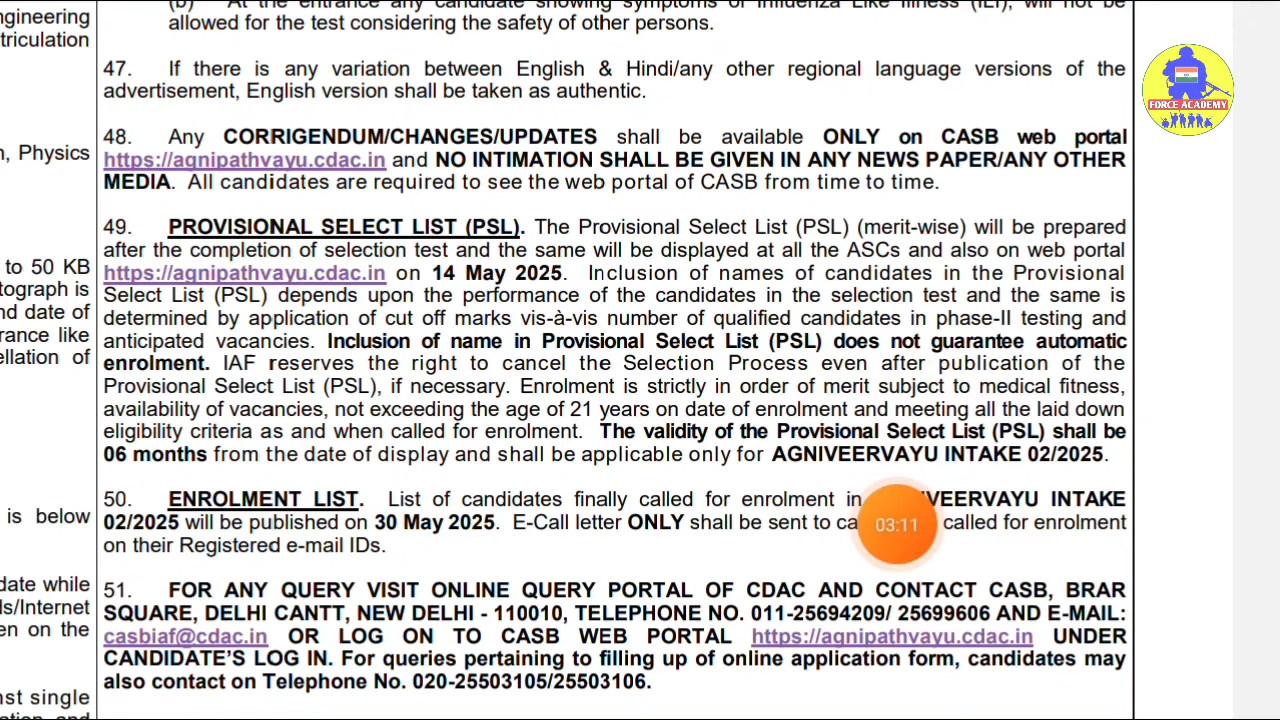 ngineering
triculation
n, Physics
to 50 KB
tograph is
nd date of
rance like
ellation of
is below
date while
ls/Internet
en on the
nst single
(b) At the entrance any candidate showing symptoms of Influenza Like Illness (ILI), will not be
allowed for the test considering the safety of other persons.
47. If there is any variation between English & Hindi/any other regional language versions of the
advertisement, English version shall be taken as authentic.
48. Any CORRIGENDUM/CHANGES/UPDATES shall be available ONLY on CASB web portal
https://agnipathvayu.cdac.in and NO INTIMATION SHALL BE GIVEN IN ANY NEWS PAPER/ANY OTHER
MEDIA. All candidates are required to see the web portal of CASB from time to time.
49. PROVISIONAL SELECT LIST (PSL). The Provisional Select List (PSL) (merit-wise) will be prepared
after the completion of selection test and the same will be displayed at all the ASCs and also on web portal
https://agnipathvayu.cdac.in on 14 May 2025. Inclusion of names of candidates in the Provisional
Select List (PSL) depends upon the performance of the candidates in the selection test and the same is
determined by application of cut off marks vis-à-vis number of qualified candidates in phase-II testing and
anticipated vacancies. Inclusion of name in Provisional Select List (PSL) does not guarantee automatic
enrolment. IAF reserves the right to cancel the Selection Process even after publication of the
Provisional Select List (PSL), if necessary. Enrolment is strictly in order of merit subject to medical fitness,
availability of vacancies, not exceeding the age of 21 years on date of enrolment and meeting all the laid down
eligibility criteria as and when called for enrolment. The validity of the Provisional Select List (PSL) shall be
06 months from the date of display and shall be applicable only for AGNIVEERVAYU INTAKE 02/2025.
50. ENROLMENT LIST. List of candidates finally called for enrolment in VEERVAYU INTAKE
02/2025 will be published on 30 May 2025. E-Call letter ONLY shall be sent to ca called for enrolment
on their Registered e-mail IDs.
51. FOR ANY QUERY VISIT ONLINE QUERY PORTAL OF CDAC AND CONTACT CASB, BRAR
SQUARE, DELHI CANTT, NEW DELHI - 110010, TELEPHONE NO. 011-25694209/ 25699606 AND E-MAIL:
casbiaf@cdac.in OR LOG ON TO CASB WEB PORTAL https://agnipathvayu.cdac.in UNDER
CANDIDATE'S LOG IN. For queries pertaining to filling up of online application form, candidates may
also contact on Telephone No. 020-25503105/25503106.
03:11
FORCE ACADEMY